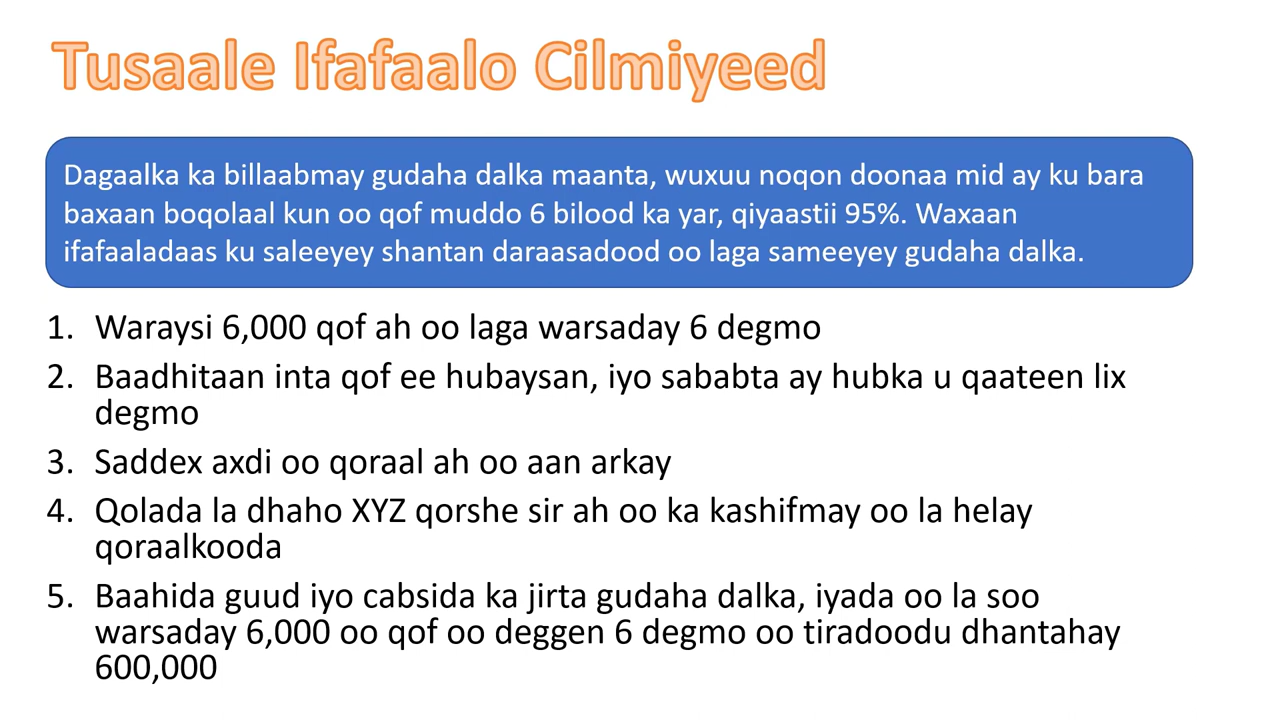 Tusaale Ifafaalo Cilmiyeed
Dagaalka ka billaabmay gudaha dalka maanta, wuxuu noqon doonaa mid ay ku bara
baxaan boqolaal kun oo qof muddo 6 bilood ka yar, qiyaastii 95%. Waxaan
ifafaaladaas ku saleeyey shantan daraasadood oo laga sameeyey gudaha dalka.
1. Waraysi 6,000 qof ah oo laga warsaday 6 degmo
2. Baadhitaan inta qof ee hubaysan, iyo sababta ay hubka u qaateen lix
degmo
3. Saddex axdi oo qoraal ah oo aan arkay
4. Qolada la dhaho XYZ qorshe sir ah oo ka kashifmay oo la helay
qoraalkooda
5. Baahida guud iyo cabsida ka jirta gudaha dalka, iyada oo la soo
warsaday 6,000 oo qof oo deggen 6 degmo oo tiradoodu dhantahay
600,000